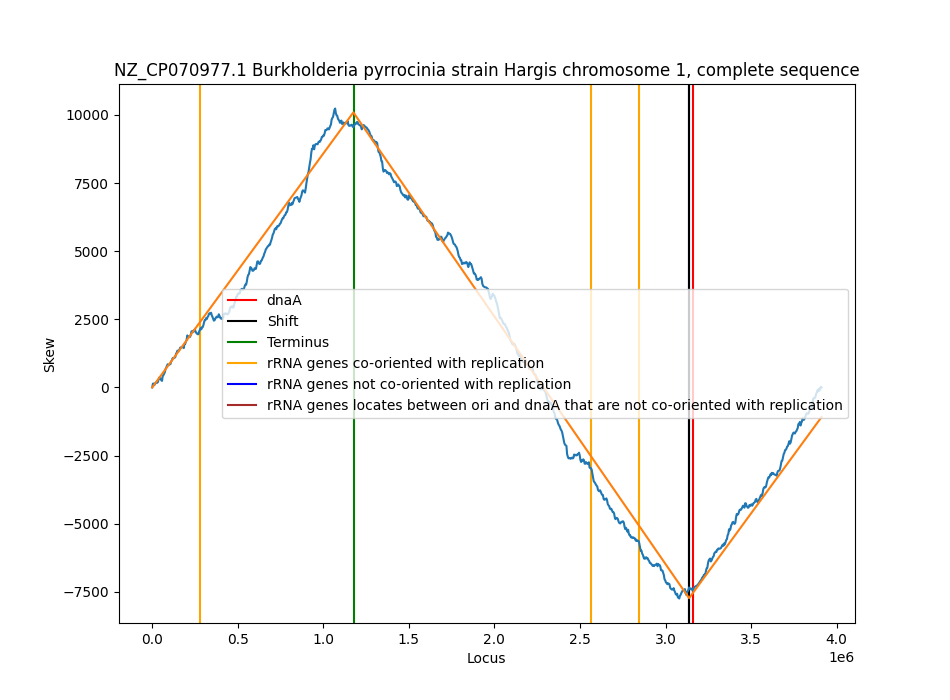 NZ_CP070977.1 Burkholderia pyrrocinia strain Hargis chromosome 1, complete sequence
10000
7500
5000
2500
0
−2500
−5000
−7500
Skew
dnaA
Shift
Terminus
rRNA genes co-oriented with replication
rRNA genes not co-oriented with replication
rRNA genes locates between ori and dnaA that are not co-oriented with replication
0.0 0.5 1.0 1.5 2.0 2.5 3.0 3.5 4.0
1e6
Locus